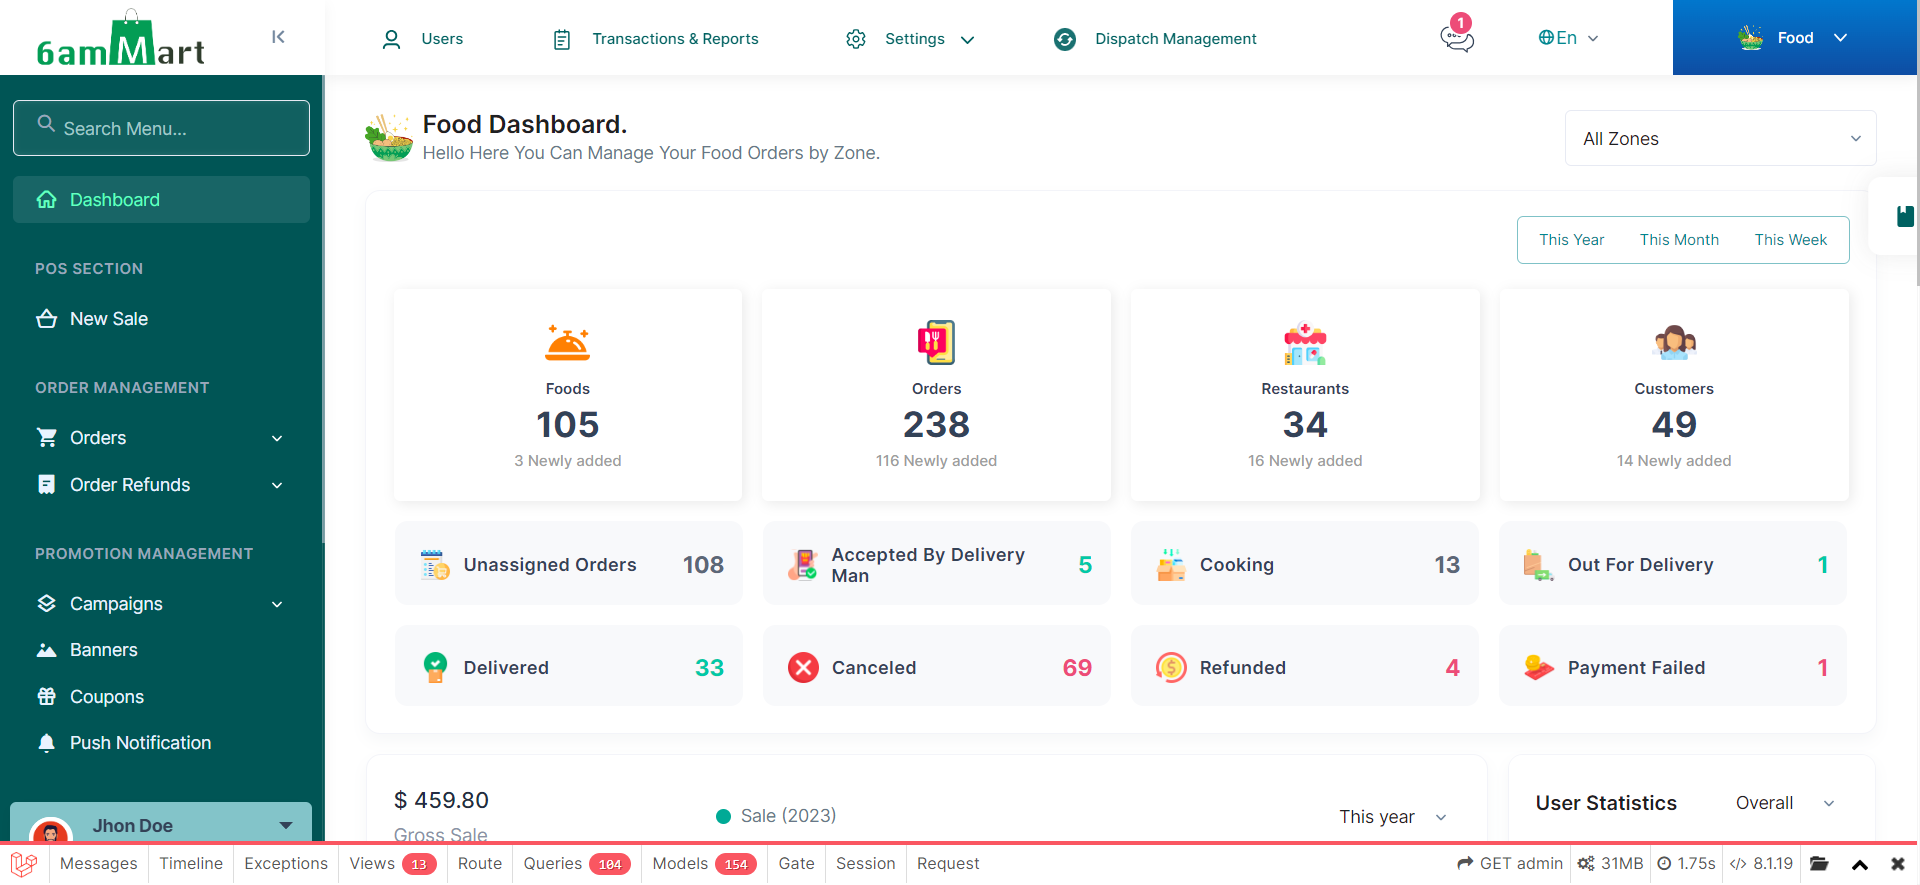 6amMart
Users
Transactions & Reports
Settings
Dispatch Management
1
En
Food
Search Menu...
Dashboard
POS SECTION
New Sale
ORDER MANAGEMENT
Orders
Order Refunds
PROMOTION MANAGEMENT
Campaigns
Banners
Coupons
Push Notification
Jhon Doe
Food Dashboard.
Hello Here You Can Manage Your Food Orders by Zone.
All Zones
This Year This Month This Week
Foods
105
3 Newly added
Orders
238
116 Newly added
Restaurants
34
16 Newly added
Customers
49
14 Newly added
Unassigned Orders 108
Accepted By Delivery
Man
5
Cooking 13
Out For Delivery 1
Delivered 33
Canceled 69
Refunded 4
Payment Failed 1
$ 459.80
Gross Sale
Sale (2023)
This year
User Statistics
Overall
Messages Timeline Exceptions Views 13 Route Queries 104 Models 154 Gate Session Request GET admin 31MB 1.75s </> 8.1.19